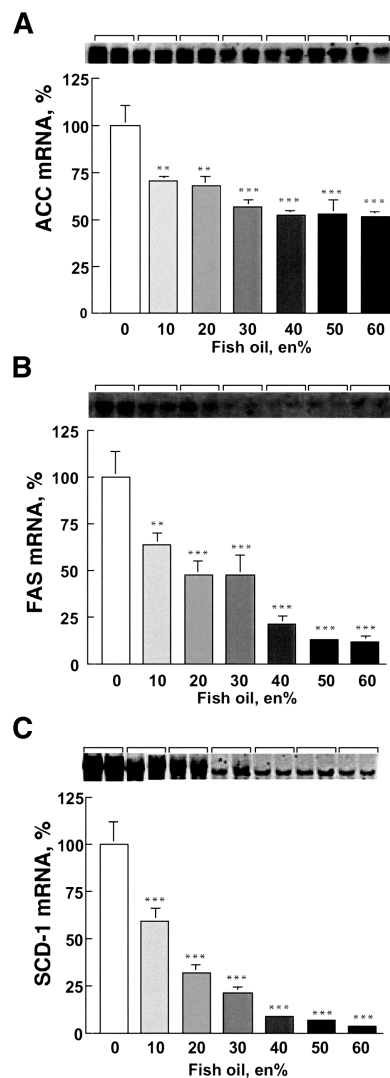 A
ACC mRNA, %
125
100
75
50
25
0
** ** *** *** *** ***
0 10 20 30 40 50 60
Fish oil, en%
B
FAS mRNA, %
125
100
75
50
25
0
** *** *** *** *** ***
0 10 20 30 40 50 60
Fish oil, en%
C
SCD-1 mRNA, %
125
100
75
50
25
0
*** *** *** *** *** ***
0 10 20 30 40 50 60
Fish oil, en%